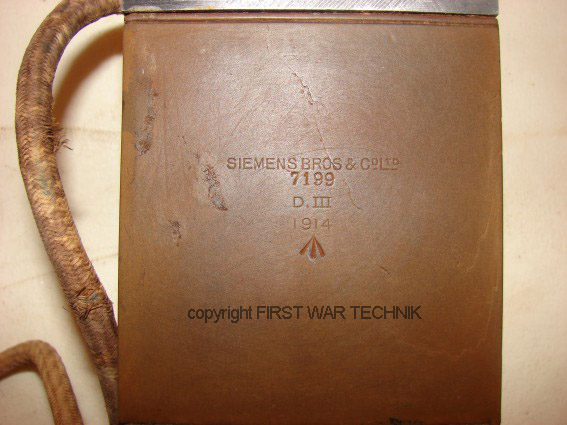 SIEMENS BROS & CO LTD
7199
D.III
1914
copyright FIRST WAR TECHNIK